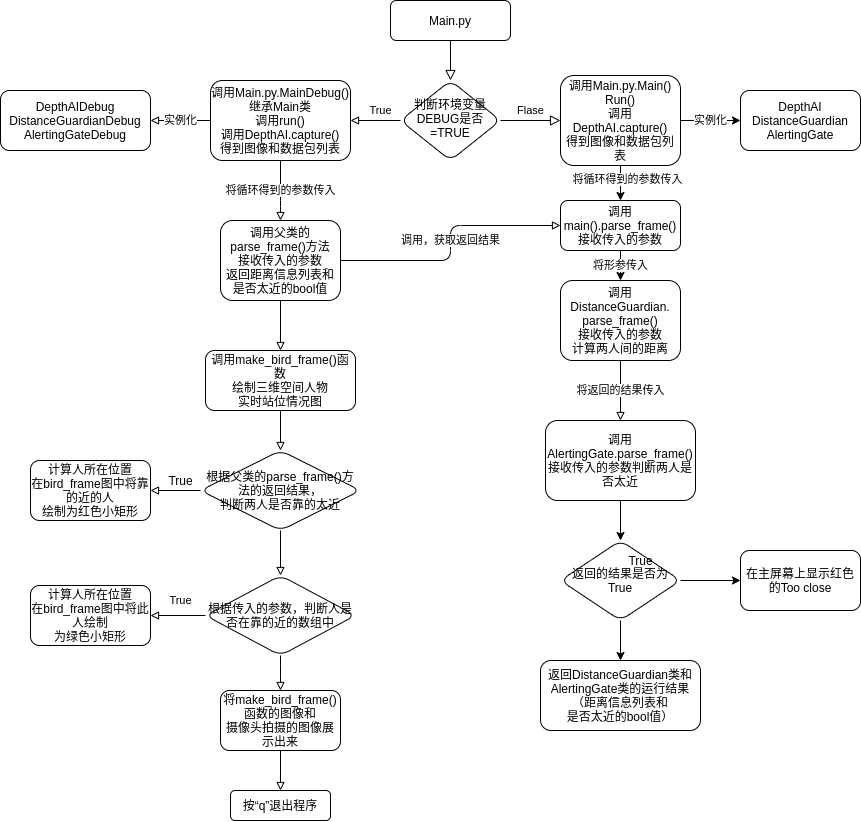 Main.py
判断环境变量
DEBUG是否
=TRUE
True
Flase
调用Main.py.MainDebug()
继承Main类
调用run()
调用DepthAI.capture()
得到图像和数据包列表
实例化
DepthAIDebug
DistanceGuardianDebug
AlertingGateDebug
调用Main.py.Main()
Run()
调用
DepthAI.capture()
得到图像和数据包列
表
实例化
DepthAI
DistanceGuardian
AlertingGate
将循环得到的参数传入
调用父类的
parse_frame()方法
接收传入的参数
返回距离信息列表和
是否太近的bool值
调用，获取返回结果
将循环得到的参数传入
调用
main().parse_frame()
接收传入的参数
将形参传入
调用
DistanceGuardian.
parse_frame()
接收传入的参数
计算两人间的距离
将返回的结果传入
调用
AlertingGate.parse_frame()
接收传入的参数判断两人是
否太近
True
返回的结果是否为
True
在主屏幕上显示红色
的Too close
返回DistanceGuardian类和
AlertingGate类的运行结果
（距离信息列表和
是否太近的bool值）
调用make_bird_frame()函
数
绘制三维空间人物
实时站位情况图
根据父类的parse_frame()方
法的返回结果，
判断两人是否靠的太近
True
计算人所在位置
在bird_frame图中将靠
的近的人
绘制为红色小矩形
根据传入的参数，判断人是
否在靠的近的数组中
True
计算人所在位置
在bird_frame图中将此
人绘制
为绿色小矩形
将make_bird_frame()
函数的图像和
摄像头拍摄的图像展
示出来
按“q”退出程序